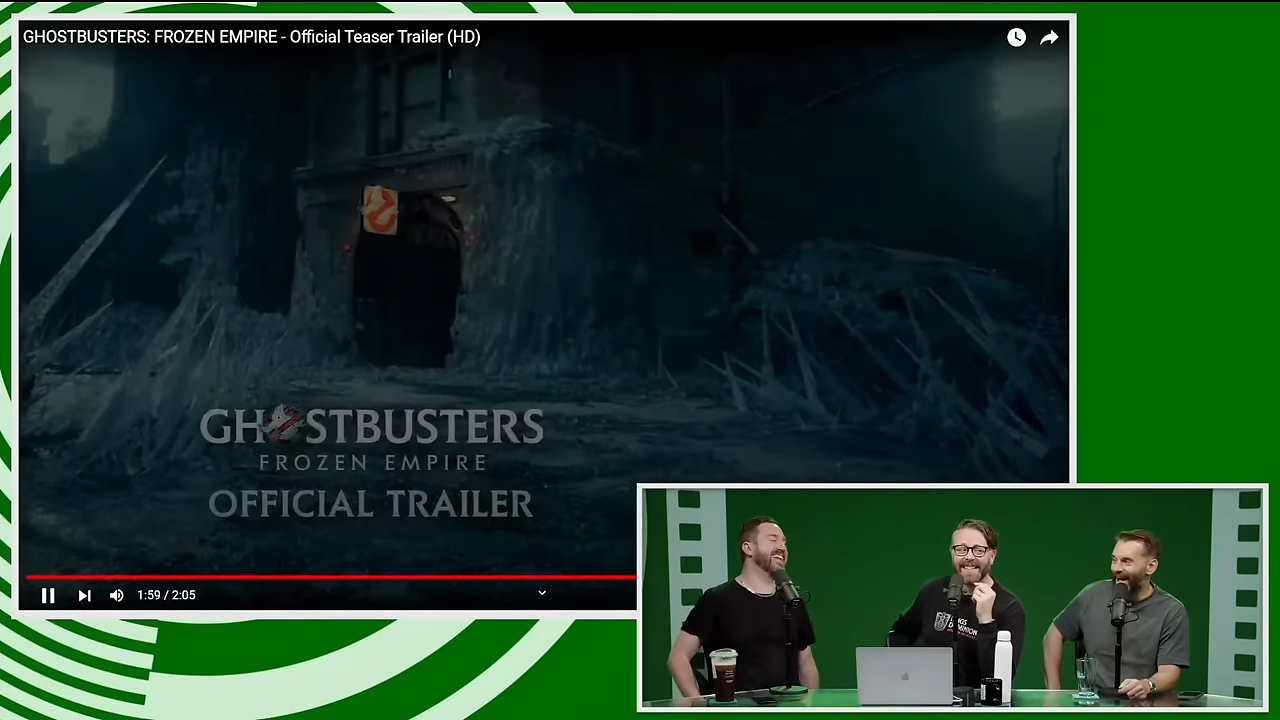 GHOSTBUSTERS: FROZEN EMPIRE - Official Teaser Trailer (HD)
GHOSTBUSTERS
FROZEN EMPIRE
OFFICIAL TRAILER
1:59 / 2:05